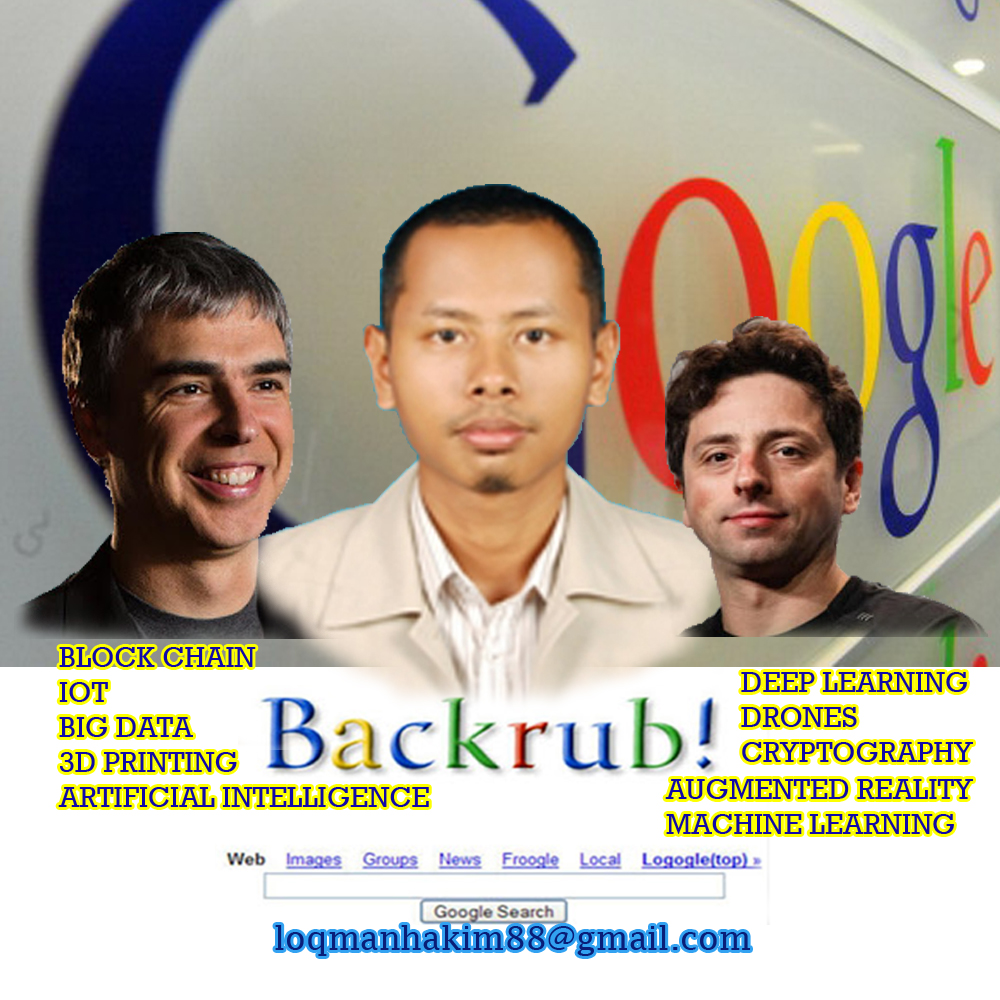 Google
BLOCK CHAIN
IOT
BIG DATA
3D PRINTING
ARTIFICIAL INTELLIGENCE
Backrub!
DEEP LEARNING
DRONES
CRYPTOGRAPHY
AUGMENTED REALITY
MACHINE LEARNING
Web Images Groups News Froogle Local Logogle(top) »
Google Search
loqmanhakim88@gmail.com